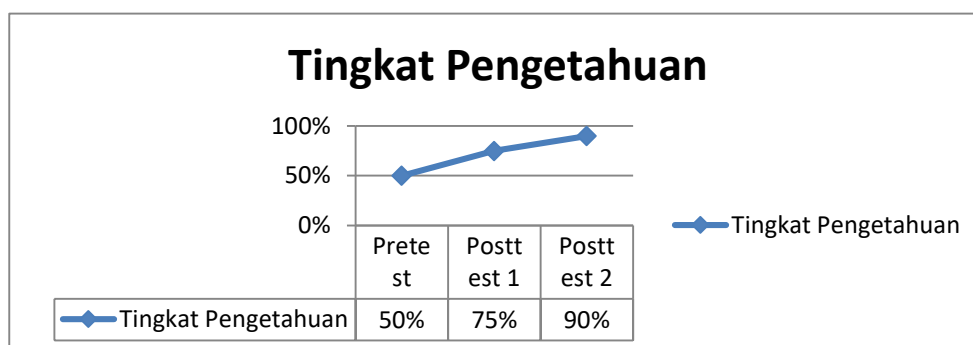 Tingkat Pengetahuan
100%
50%
0%
Prete
st
Postt
est 1
Postt
est 2
Tingkat Pengetahuan
50%
75%
90%
Tingkat Pengetahuan